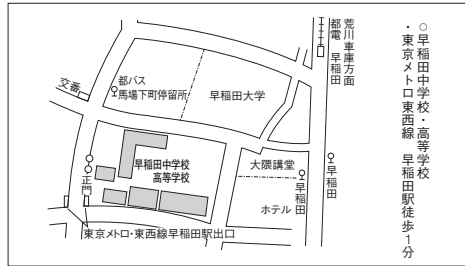 ○早稲田中学校・高等学校
・東京メトロ東西線 早稲田駅徒歩1分
荒川車庫方面
都電 早稲田
都バス
馬場下町停留所
早稲田大学
交番
早稲田中学校
高等学校
大隈講堂
早稲田
早稲田
ホテル
正門
東京メトロ・東西線早稲田駅出口